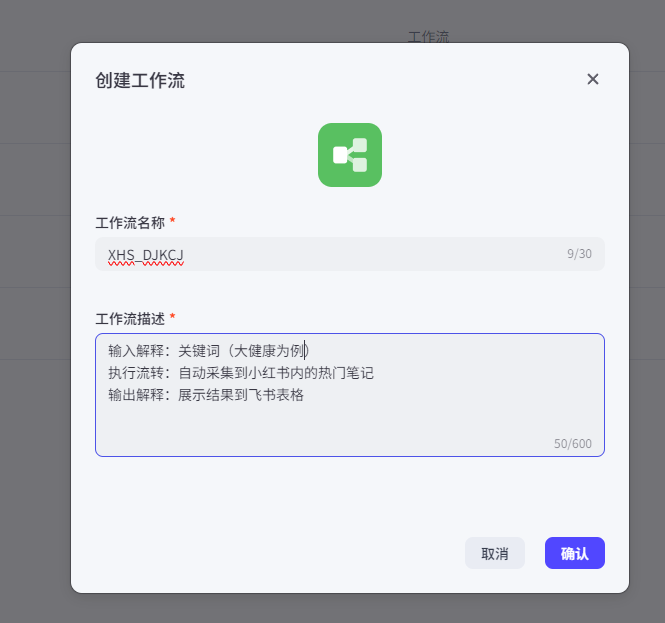 工作流
创建工作流
工作流名称 *
XHS_DJKCJ
9/30
工作流描述 *
输入解释：关键词（大健康为例）
执行流转：自动采集到小红书内的热门笔记
输出解释：展示结果到飞书表格
50/600
取消
确认